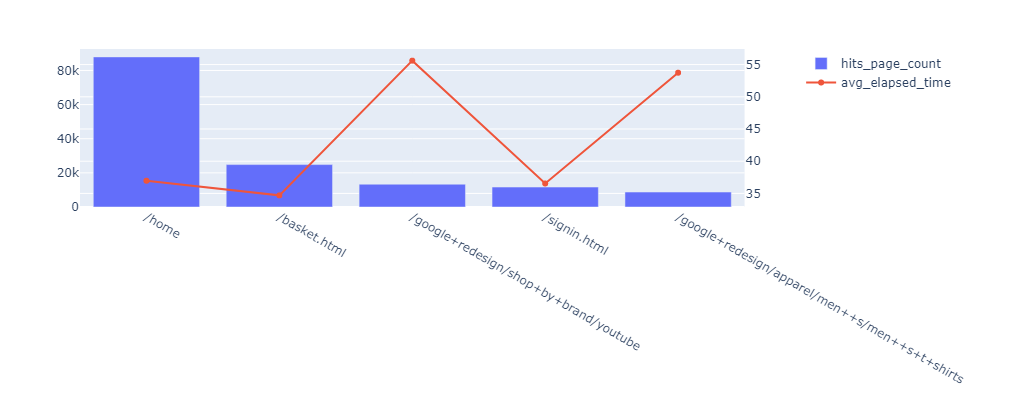 80k
60k
40k
20k
0
55
50
45
40
35
hits_page_count
avg_elapsed_time
/home
/basket.html
/google+redesign/shop+by+brand/youtube
/signin.html
/google+redesign/apparel/men++s/men++s+t+shirts